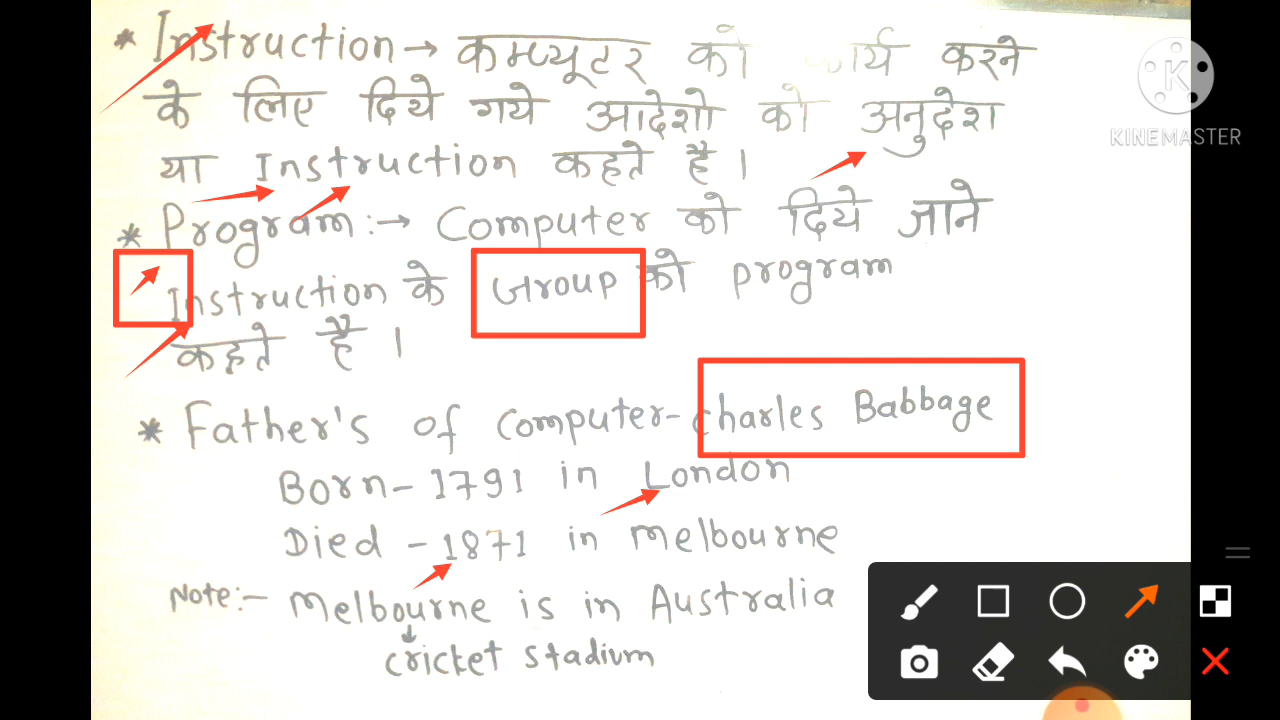 * Instruction → कम्प्यूटर को कार्य करने
के लिए दिये गये आदेशो को अनुदेश
या Instruction कहते है।
* Program:→ Computer को दिये जाने
Instruction के Group को program
कहते है।
* Father's of computer- charles Babbage
Born - 1791 in London
Died - 1871 in melbourne
Note:- melbourne is in Australia
cricket stadium
K
KINEMASTER